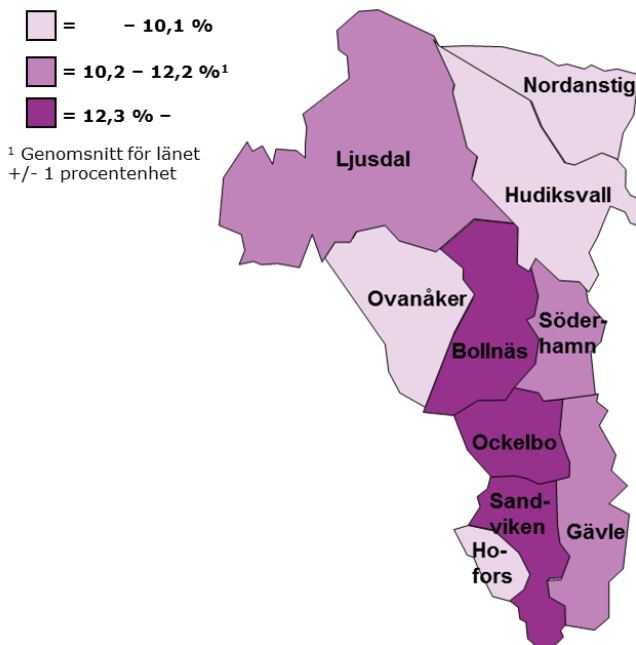 = – 10,1 %
= 10,2 – 12,2 %¹
= 12,3 % –
¹ Genomsnitt för länet
+/- 1 procentenhet
Nordanstig
Ljusdal
Hudiksvall
Ovanåker
Söder-
hamn
Bollnäs
Ockelbo
Sand-
viken
Gävle
Ho-
fors